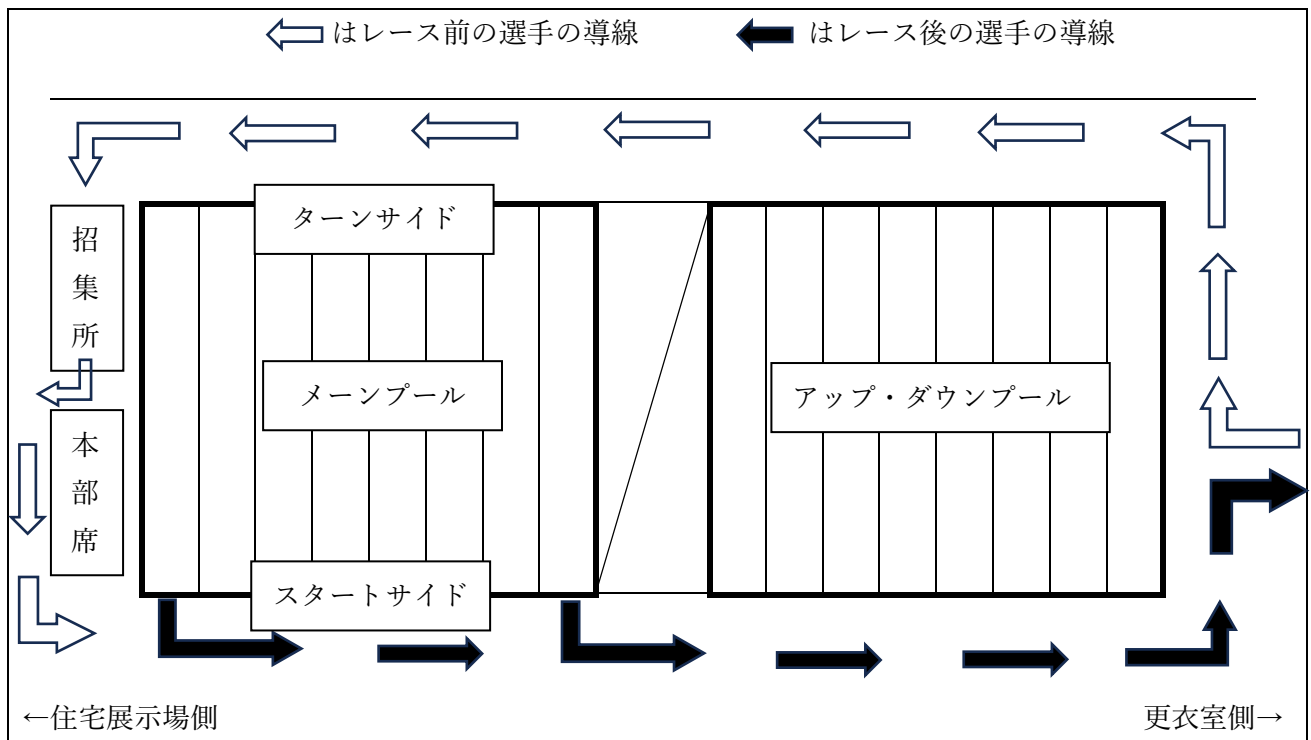 はレース前の選手の導線
はレース後の選手の導線
ターンサイド
招集所
メーンプール
アップ・ダウンプール
本部席
スタートサイド
←住宅展示場側
更衣室側→